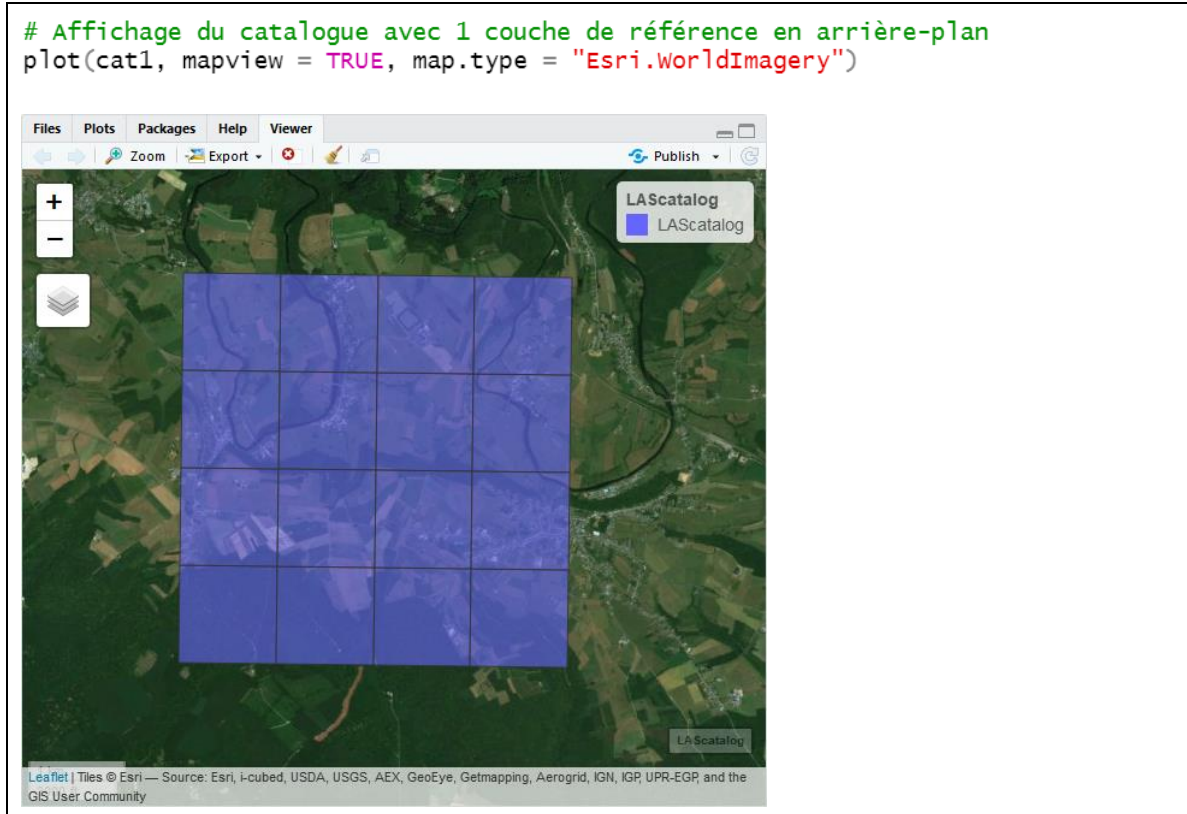 # Affichage du catalogue avec 1 couche de référence en arrière-plan
plot(cat1, mapview = TRUE, map.type = "Esri.WorldImagery")
Files Plots Packages Help Viewer
Zoom Export Publish
+
−
LAScatalog
LAScatalog
LAScatalog
Leaflet | Tiles © Esri — Source: Esri, i-cubed, USDA, USGS, AEX, GeoEye, Getmapping, Aerogrid, IGN, IGP, UPR-EGP, and the
GIS User Community